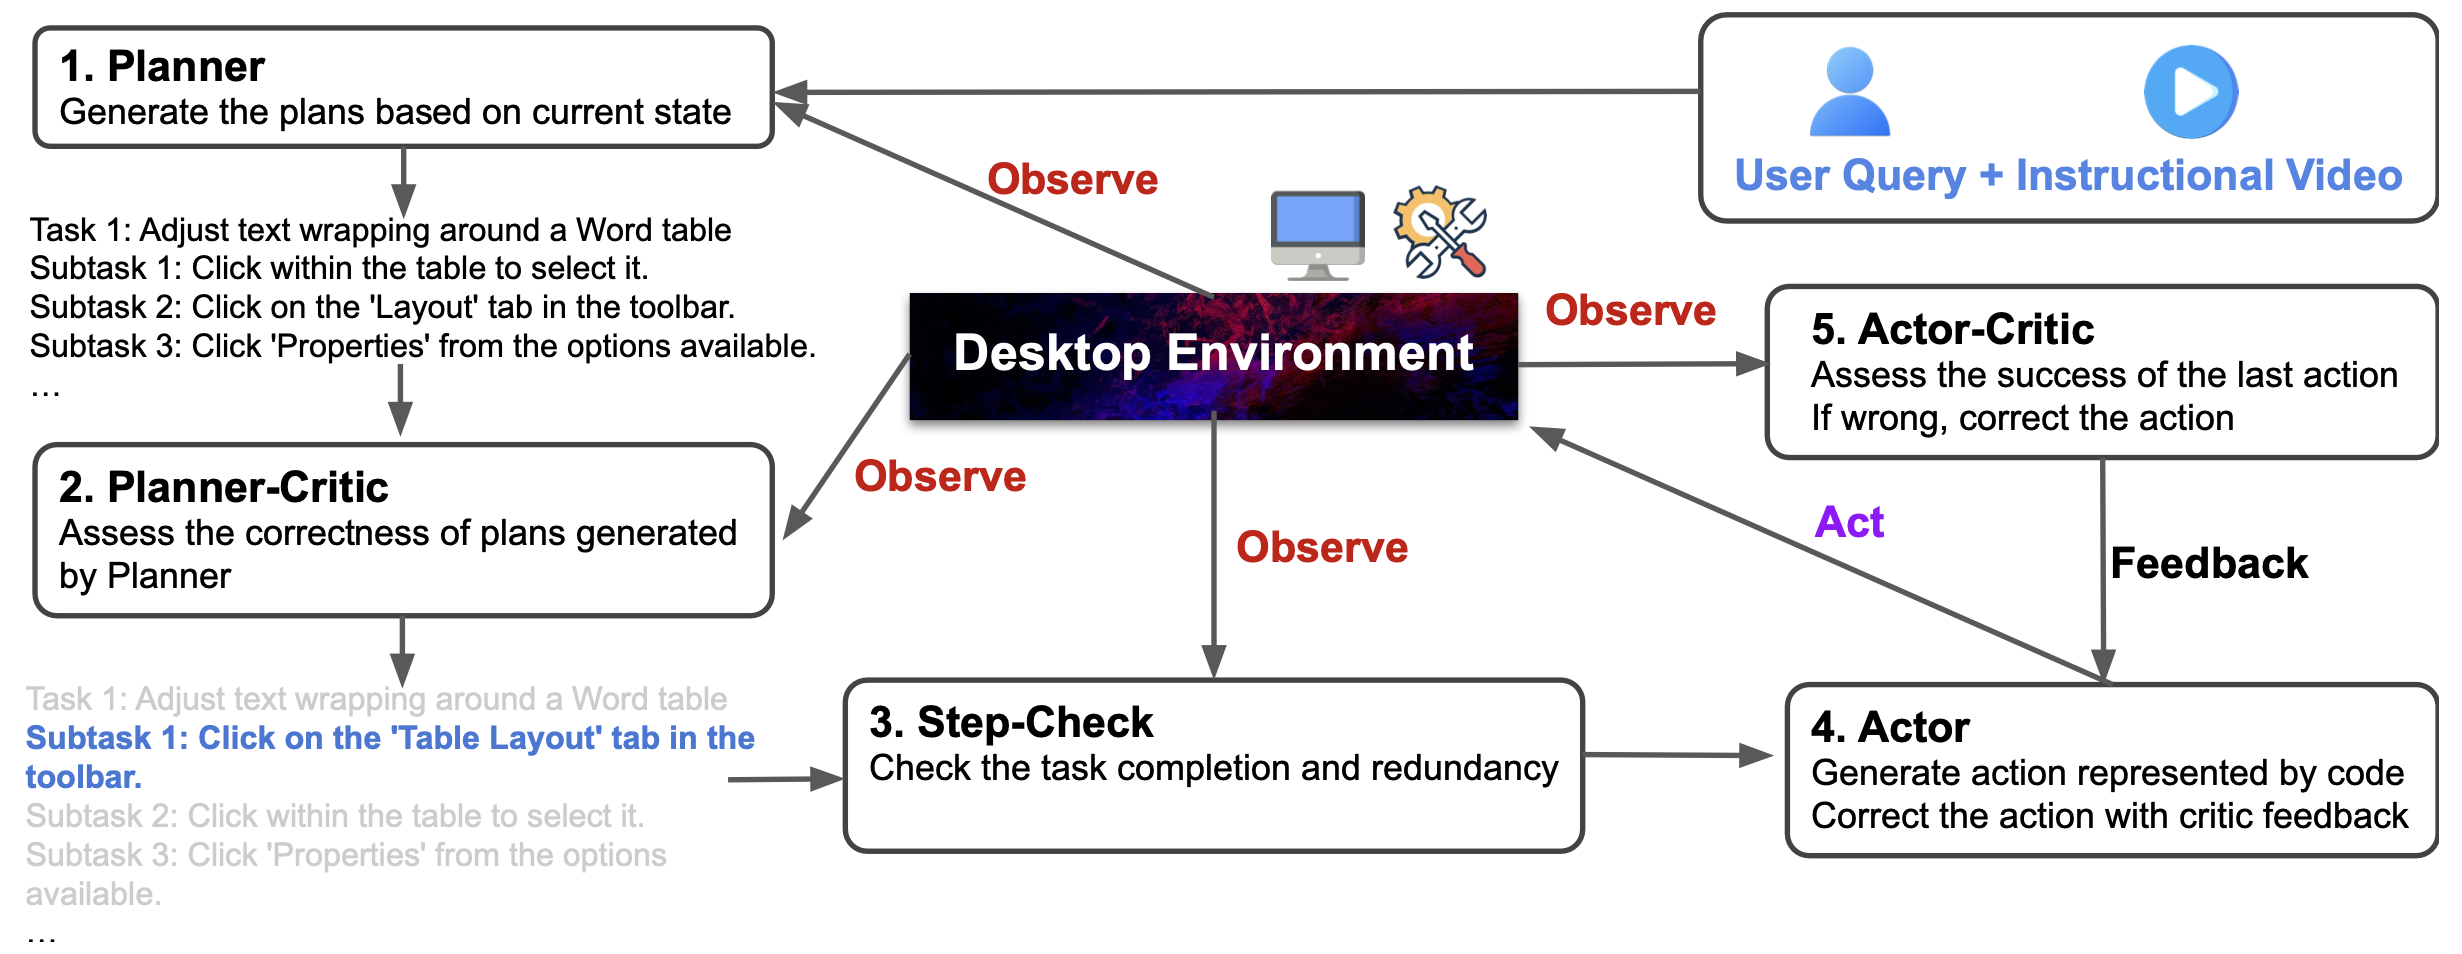 1. Planner
Generate the plans based on current state
User Query + Instructional Video
Observe
Task 1: Adjust text wrapping around a Word table
Subtask 1: Click within the table to select it.
Subtask 2: Click on the 'Layout' tab in the toolbar.
Subtask 3: Click 'Properties' from the options available.
...
Desktop Environment
Observe
5. Actor-Critic
Assess the success of the last action
If wrong, correct the action
2. Planner-Critic
Assess the correctness of plans generated
by Planner
Observe
Observe
Act
Feedback
Task 1: Adjust text wrapping around a Word table
Subtask 1: Click on the 'Table Layout' tab in the
toolbar.
Subtask 2: Click within the table to select it.
Subtask 3: Click 'Properties' from the options
available.
...
3. Step-Check
Check the task completion and redundancy
4. Actor
Generate action represented by code
Correct the action with critic feedback